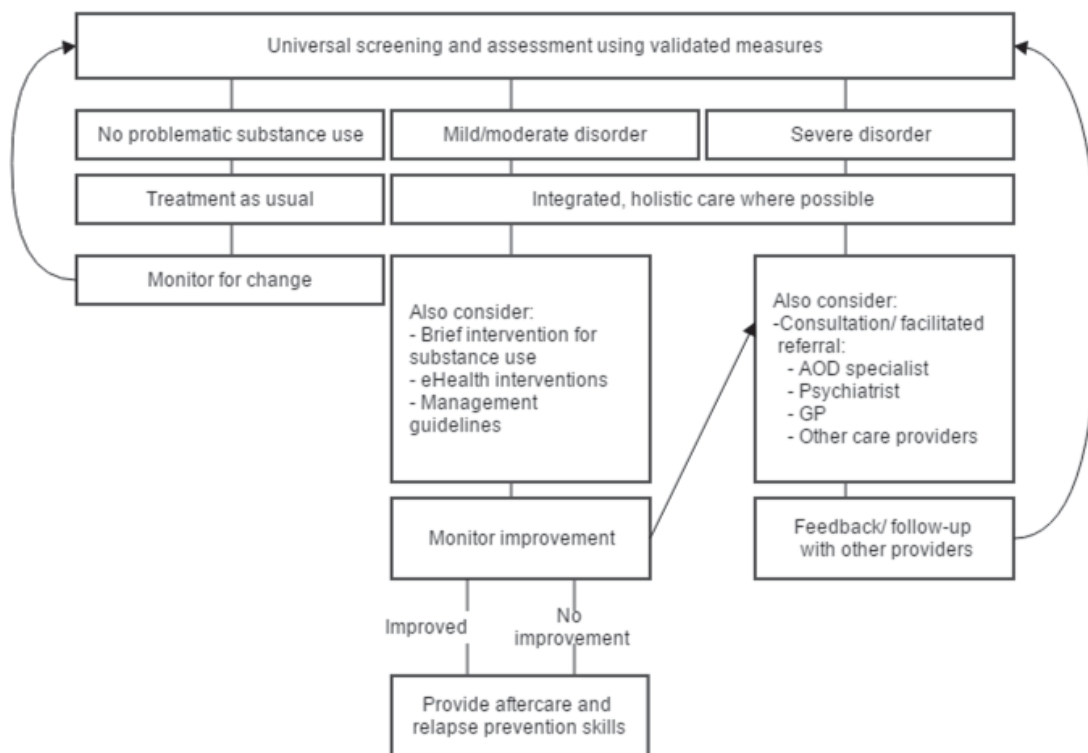 Universal screening and assessment using validated measures
No problematic substance use
Mild/moderate disorder
Severe disorder
Treatment as usual
Integrated, holistic care where possible
Monitor for change
Also consider:
- Brief intervention for
substance use
- eHealth interventions
- Management
guidelines
Also consider:
-Consultation/ facilitated
referral:
- AOD specialist
- Psychiatrist
- GP
- Other care providers
Monitor improvement
Feedback/ follow-up
with other providers
Improved
No
improvement
Provide aftercare and
relapse prevention skills